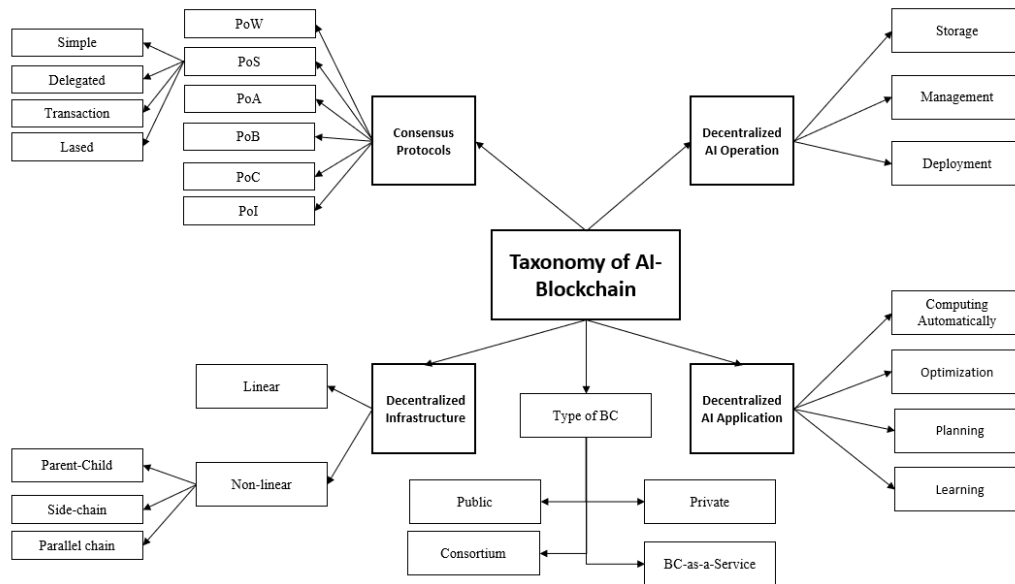 PoW
Simple
PoS
Delegated
PoA
Transaction
PoB
Lased
PoC
PoI
Consensus
Protocols
Decentralized
AI Operation
Storage
Management
Deployment
Taxonomy of AI-
Blockchain
Decentralized
Infrastructure
Linear
Non-linear
Parent-Child
Side-chain
Parallel chain
Type of BC
Public
Private
Consortium
BC-as-a-Service
Decentralized
AI Application
Computing
Automatically
Optimization
Planning
Learning